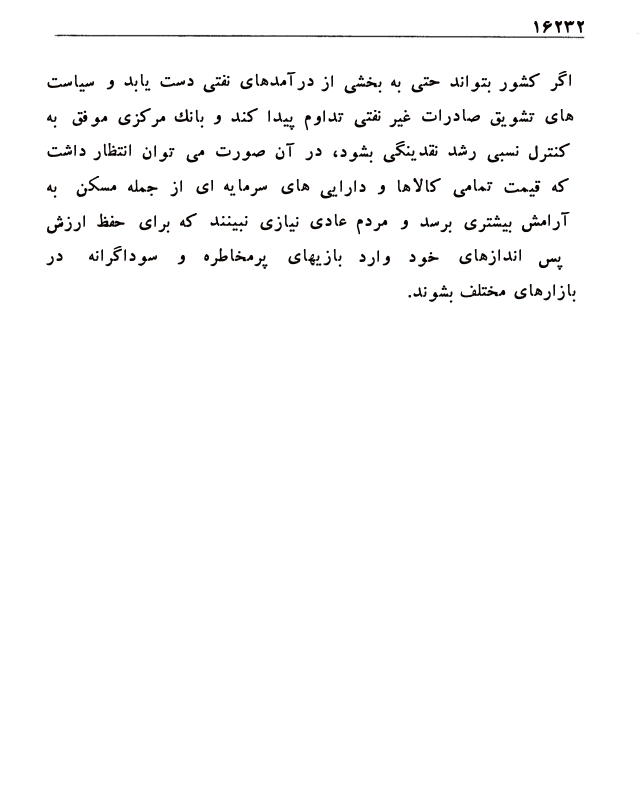 ۱۶۲۳۲
اگر کشور بتواند حتی به بخشی از درآمدهای نفتی دست یابد و سیاست
های تشویق صادرات غیر نفتی تداوم پیدا کند و بانك مرکزی موفق به
کنترل نسبی رشد نقدینگی بشود، در آن صورت می توان انتظار داشت
که قیمت تمامی کالاها و دارایی های سرمایه ای از جمله مسکن به
آرامش بیشتری برسد و مردم عادی نیازی نبینند که برای حفظ ارزش
پس اندازهای خود وارد بازیهای پرمخاطره و سوداگرانه در
بازارهای مختلف بشوند.